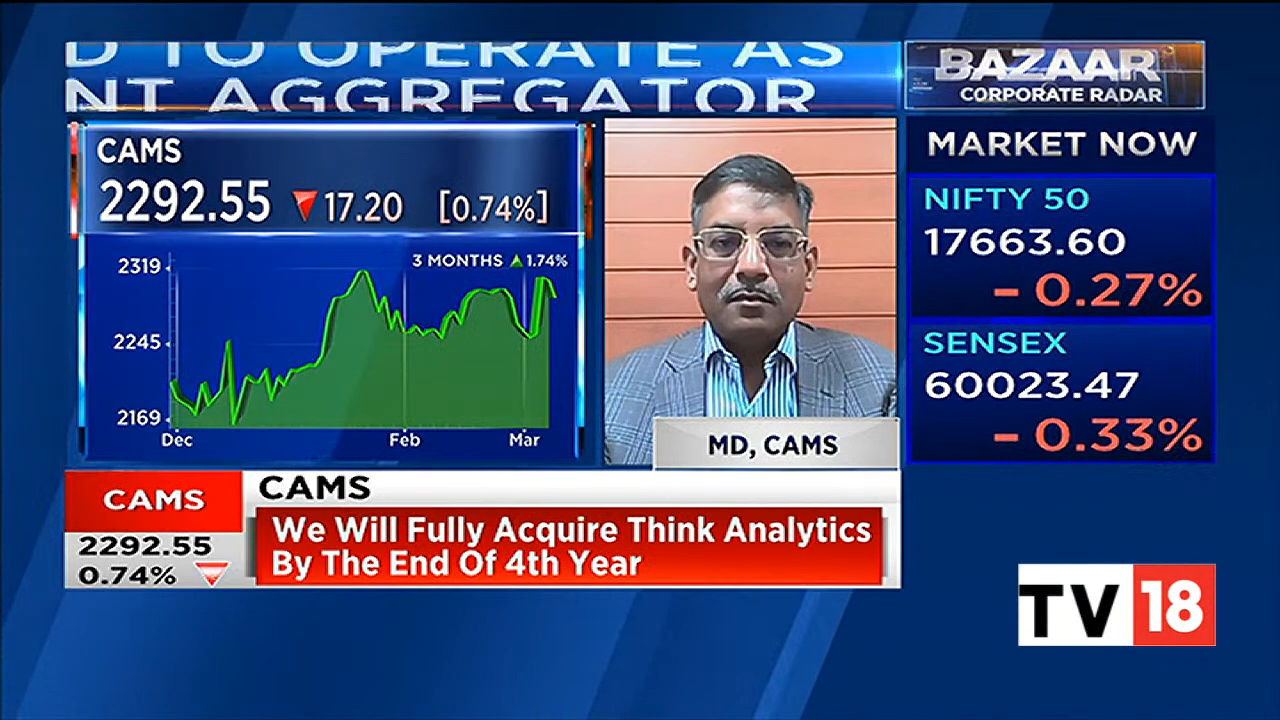 D TO OPERATE AS
NT AGGREGATOR
BAZAAR
CORPORATE RADAR
CAMS
2292.55 ▼ 17.20 [0.74%]
3 MONTHS ▲ 1.74%
2319
2245
2169
Dec Feb Mar
MD, CAMS
MARKET NOW
NIFTY 50
17663.60
- 0.27%
SENSEX
60023.47
- 0.33%
CAMS
2292.55
0.74% ▼
CAMS
We Will Fully Acquire Think Analytics
By The End Of 4th Year
TV18